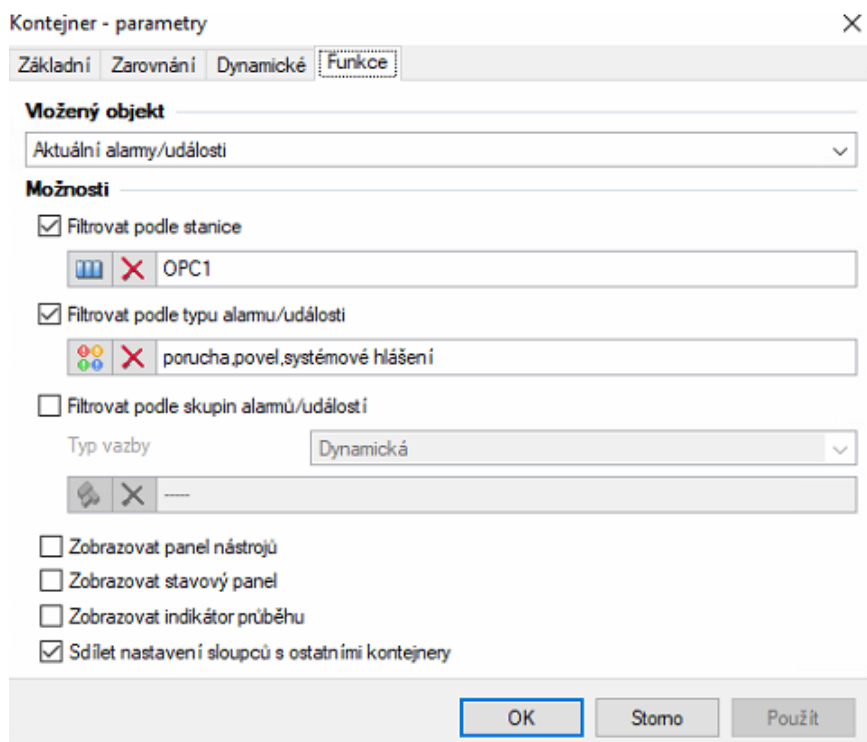 Kontejner - parametry
Základní Zarovnání Dynamické Funkce
Vložený objekt
Aktuální alarmy/události
Možnosti
Filtrovat podle stanice
OPC1
Filtrovat podle typu alarmu/události
porucha,povel,systémové hlášení
Filtrovat podle skupin alarmů/událostí
Typ vazby Dynamická
-----
Zobrazovat panel nástrojů
Zobrazovat stavový panel
Zobrazovat indikátor průběhu
Sdílet nastavení sloupců s ostatními kontejnery
OK Storno Použít